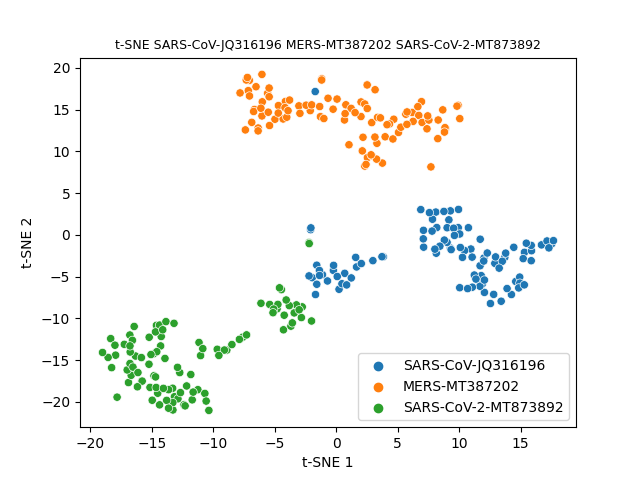 t-SNE SARS-CoV-JQ316196 MERS-MT387202 SARS-CoV-2-MT873892
20
15
10
5
0
−5
−10
−15
−20
t-SNE 2
−20 −15 −10 −5 0 5 10 15
t-SNE 1
SARS-CoV-JQ316196
MERS-MT387202
SARS-CoV-2-MT873892